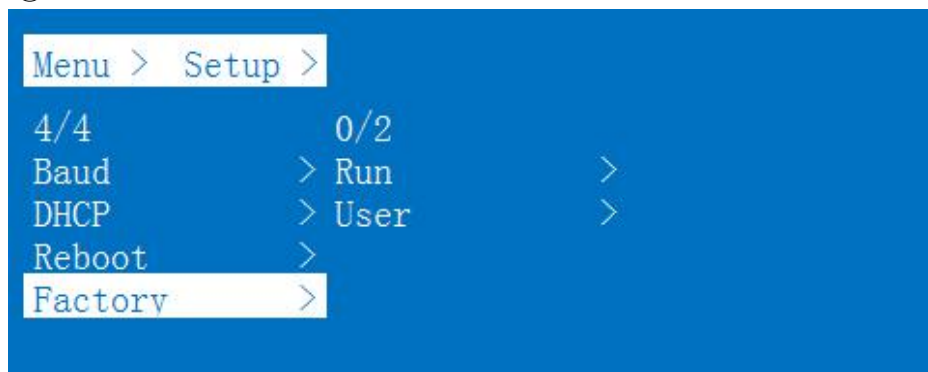 Menu > Setup >
4/4 0/2
Baud > Run >
DHCP > User >
Reboot >
Factory >